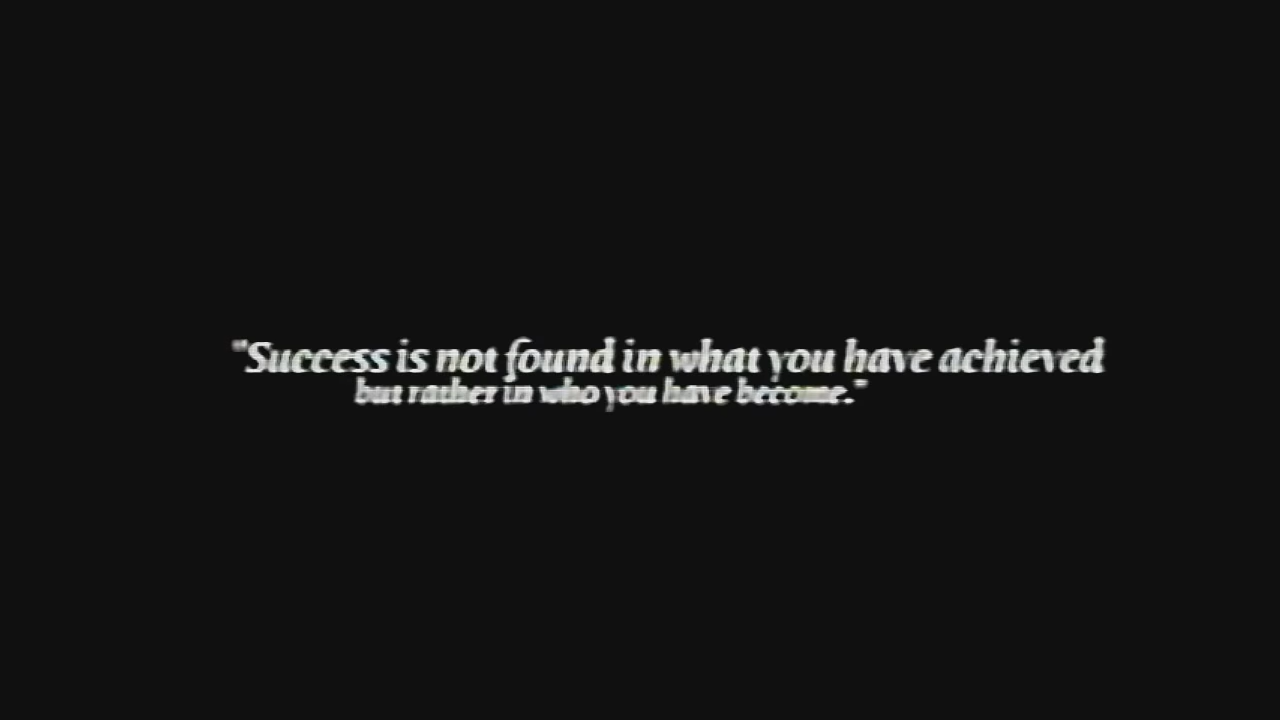 "Success is not found in what you have achieved
but rather in who you have become."